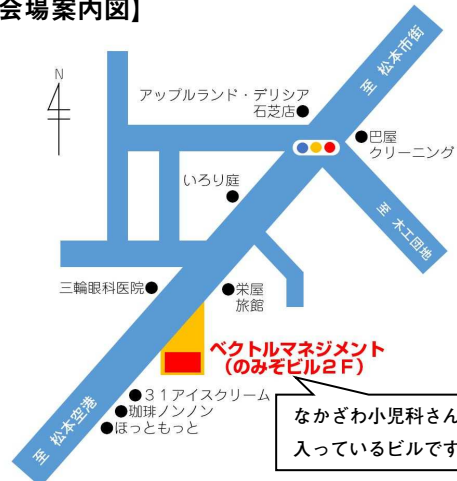 会場案内図】
N
至 松本市街
アップルランド・デリシア
石芝店
巴屋
クリーニング
いろり庭
至 木工団地
三輪眼科医院
栄屋
旅館
ベクトルマネジメント
（のみぞビル２Ｆ）
３１アイスクリーム
珈琲ノンノン
ほっともっと
至 松本空港
なかざわ小児科さん
入っているビルです